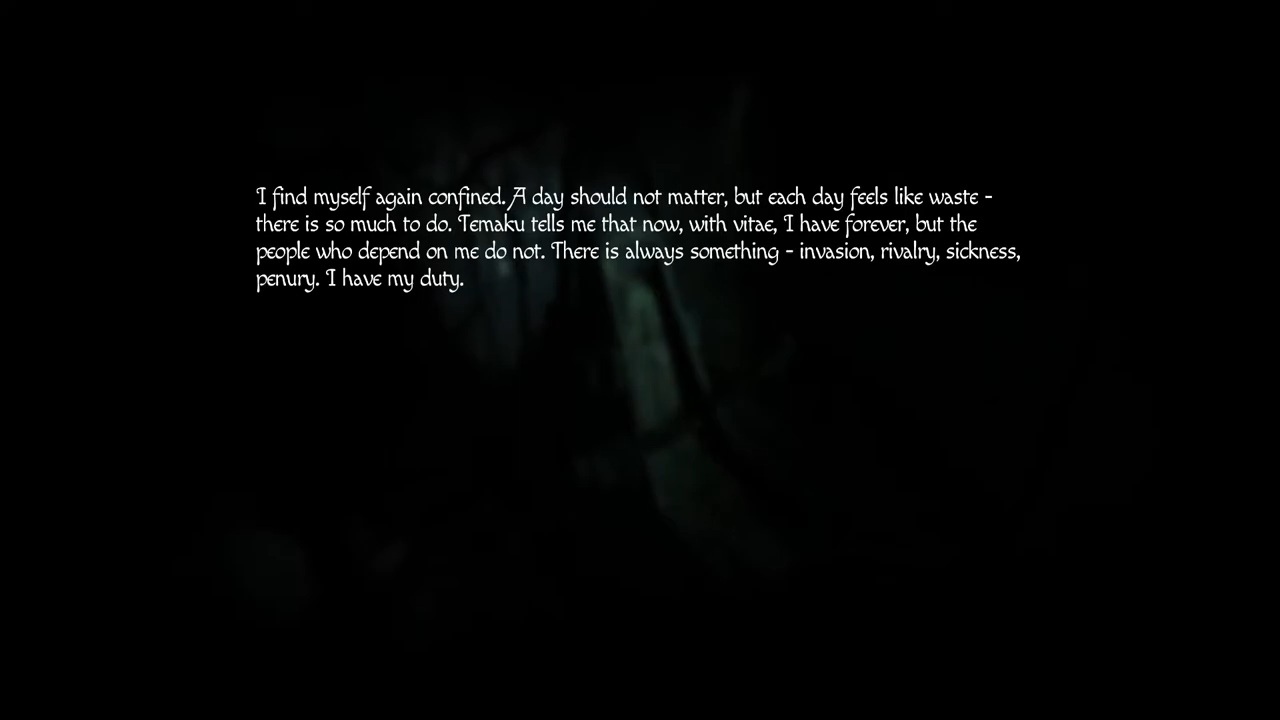 I find myself again confined. A day should not matter, but each day feels like waste -
there is so much to do. Temaku tells me that now, with vitae, I have forever, but the
people who depend on me do not. There is always something - invasion, rivalry, sickness,
penury. I have my duty.